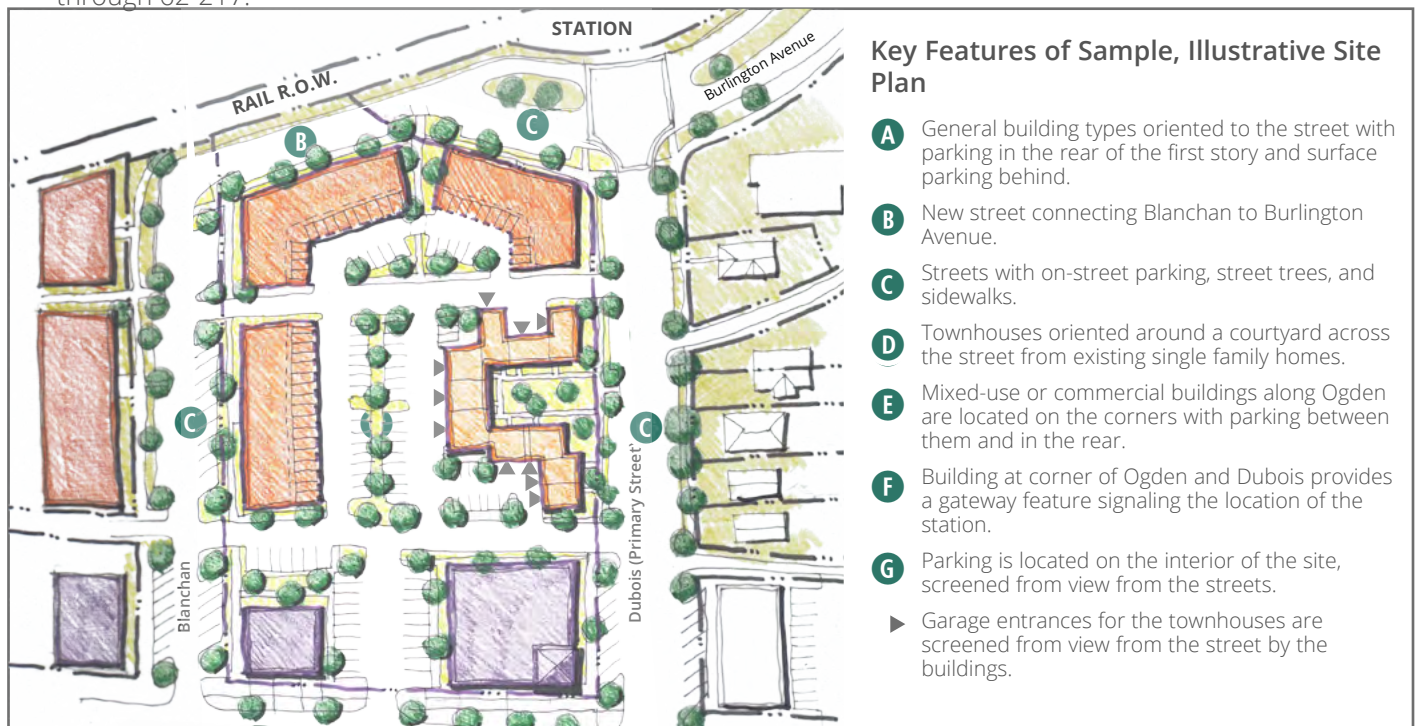 through 62-217.
STATION
RAIL R.O.W.
Burlington Avenue
B
C
C
C
Blanchan
Dubois (Primary Street)
Key Features of Sample, Illustrative Site
Plan
A General building types oriented to the street with
parking in the rear of the first story and surface
parking behind.
B New street connecting Blanchan to Burlington
Avenue.
C Streets with on-street parking, street trees, and
sidewalks.
D Townhouses oriented around a courtyard across
the street from existing single family homes.
E Mixed-use or commercial buildings along Ogden
are located on the corners with parking between
them and in the rear.
F Building at corner of Ogden and Dubois provides
a gateway feature signaling the location of the
station.
G Parking is located on the interior of the site,
screened from view from the streets.
Garage entrances for the townhouses are
screened from view from the street by the
buildings.